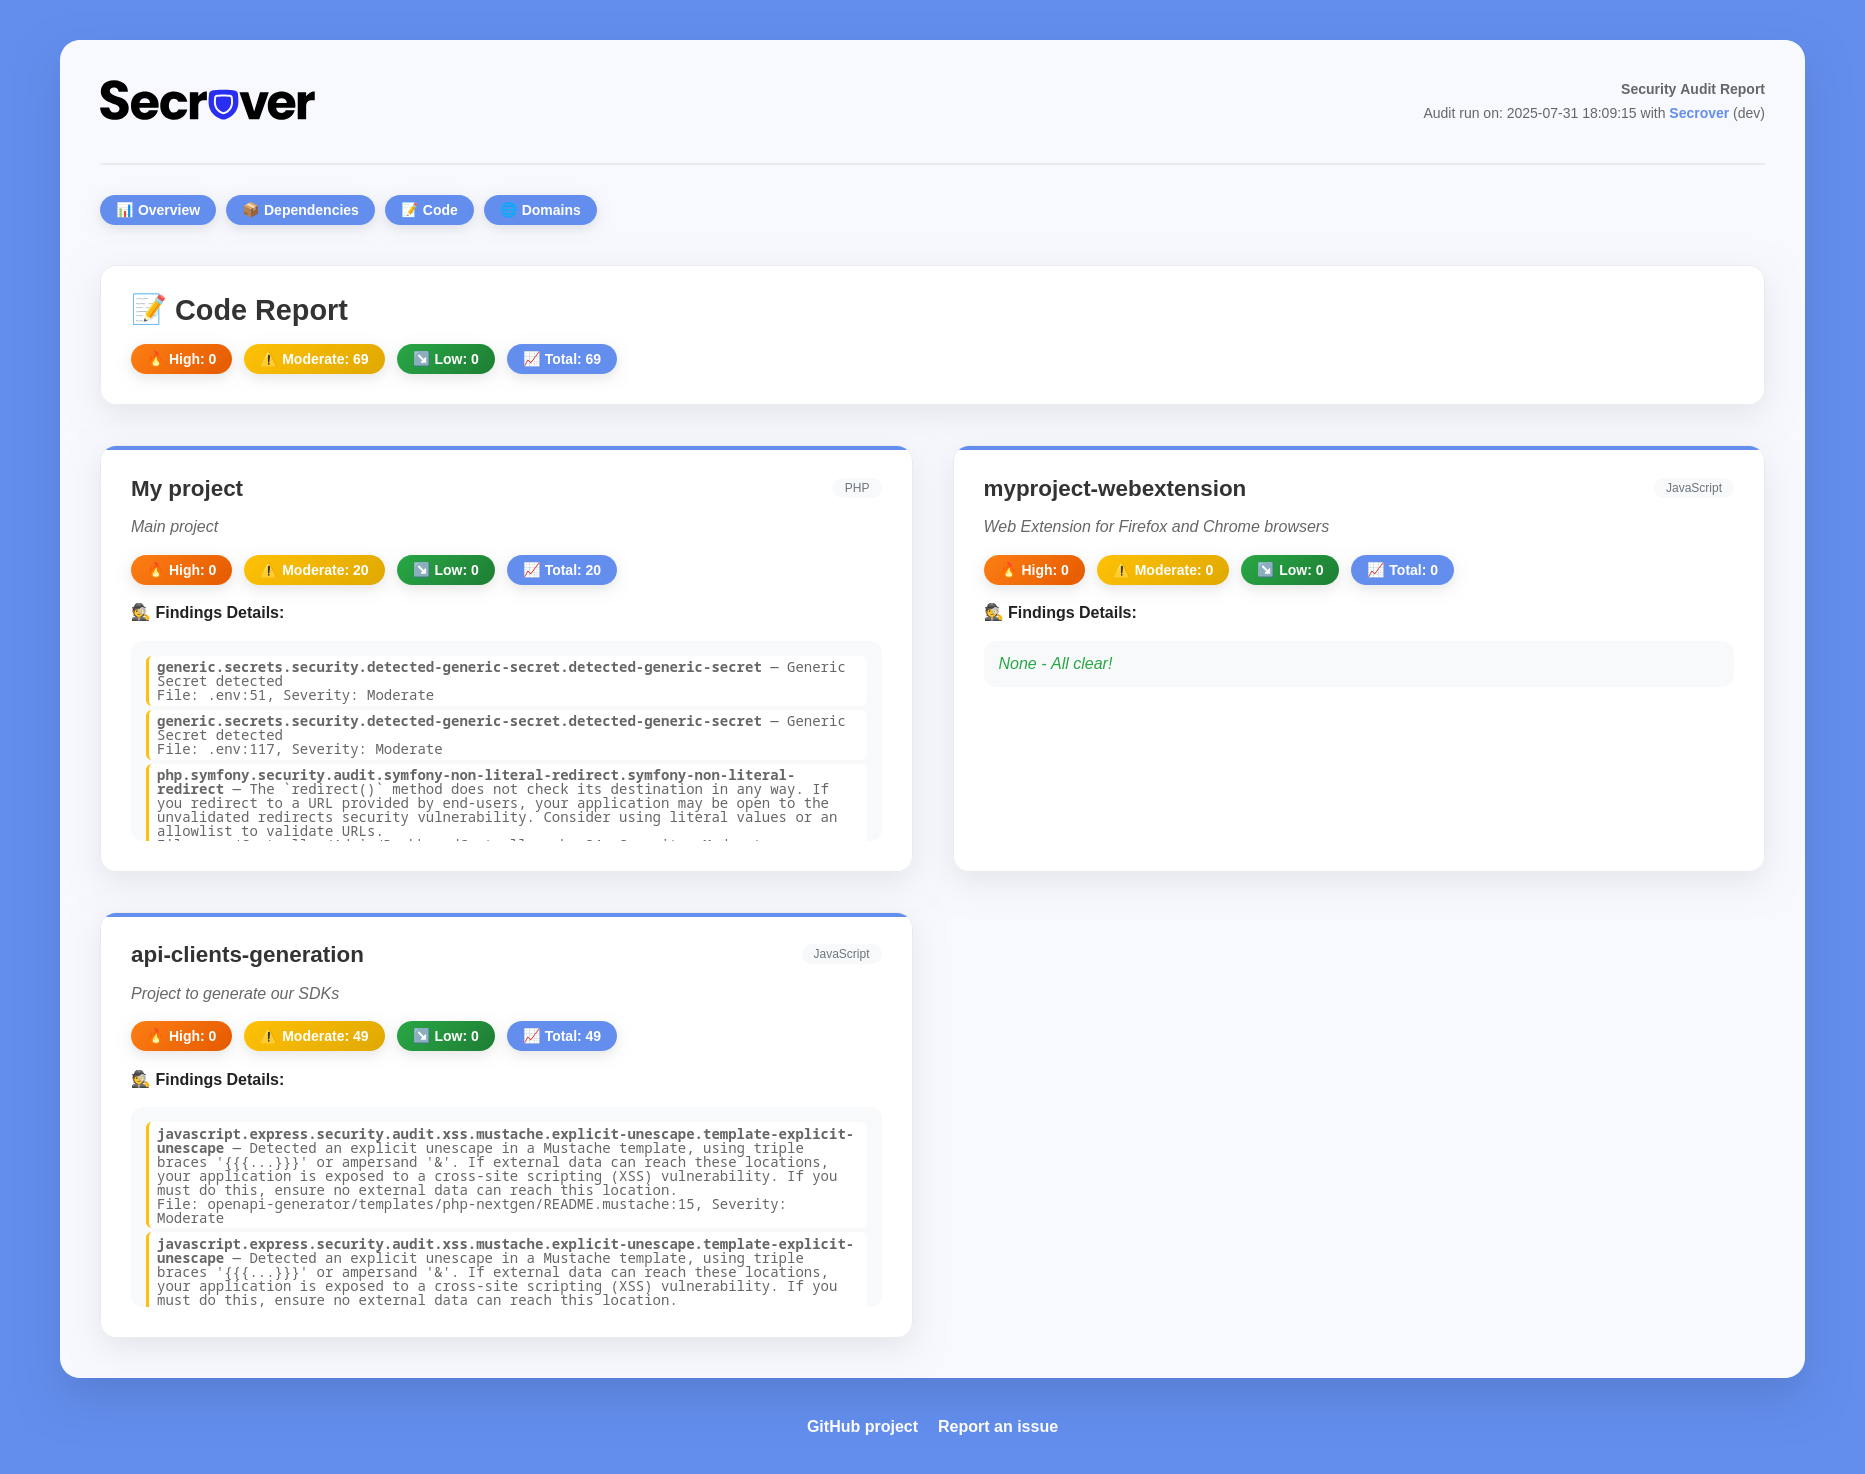 Secrover
Security Audit Report
Audit run on: 2025-07-31 18:09:15 with Secrover (dev)
📊 Overview
📦 Dependencies
📝 Code
🌐 Domains
📝 Code Report
🔥 High: 0
⚠️ Moderate: 69
↘️ Low: 0
📈 Total: 69
My project
PHP
Main project
🔥 High: 0
⚠️ Moderate: 20
↘️ Low: 0
📈 Total: 20
🕵️ Findings Details:
generic.secrets.security.detected-generic-secret.detected-generic-secret — Generic
Secret detected
File: .env:51, Severity: Moderate
generic.secrets.security.detected-generic-secret.detected-generic-secret — Generic
Secret detected
File: .env:117, Severity: Moderate
php.symfony.security.audit.symfony-non-literal-redirect.symfony-non-literal-
redirect — The `redirect()` method does not check its destination in any way. If
you redirect to a URL provided by end-users, your application may be open to the
unvalidated redirects security vulnerability. Consider using literal values or an
allowlist to validate URLs.
myproject-webextension
JavaScript
Web Extension for Firefox and Chrome browsers
🔥 High: 0
⚠️ Moderate: 0
↘️ Low: 0
📈 Total: 0
🕵️ Findings Details:
None - All clear!
api-clients-generation
JavaScript
Project to generate our SDKs
🔥 High: 0
⚠️ Moderate: 49
↘️ Low: 0
📈 Total: 49
🕵️ Findings Details:
javascript.express.security.audit.xss.mustache.explicit-unescape.template-explicit-
unescape — Detected an explicit unescape in a Mustache template, using triple
braces '{{{...}}}' or ampersand '&'. If external data can reach these locations,
your application is exposed to a cross-site scripting (XSS) vulnerability. If you
must do this, ensure no external data can reach this location.
File: openapi-generator/templates/php-nextgen/README.mustache:15, Severity:
Moderate
javascript.express.security.audit.xss.mustache.explicit-unescape.template-explicit-
unescape — Detected an explicit unescape in a Mustache template, using triple
braces '{{{...}}}' or ampersand '&'. If external data can reach these locations,
your application is exposed to a cross-site scripting (XSS) vulnerability. If you
must do this, ensure no external data can reach this location.
GitHub project
Report an issue